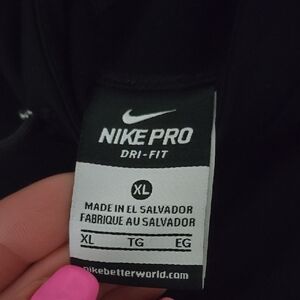 NIKE PRO
DRI-FIT
XL
MADE IN EL SALVADOR
FABRIQUE AU SALVADOR
XL TG EG
nikebetterworld.com